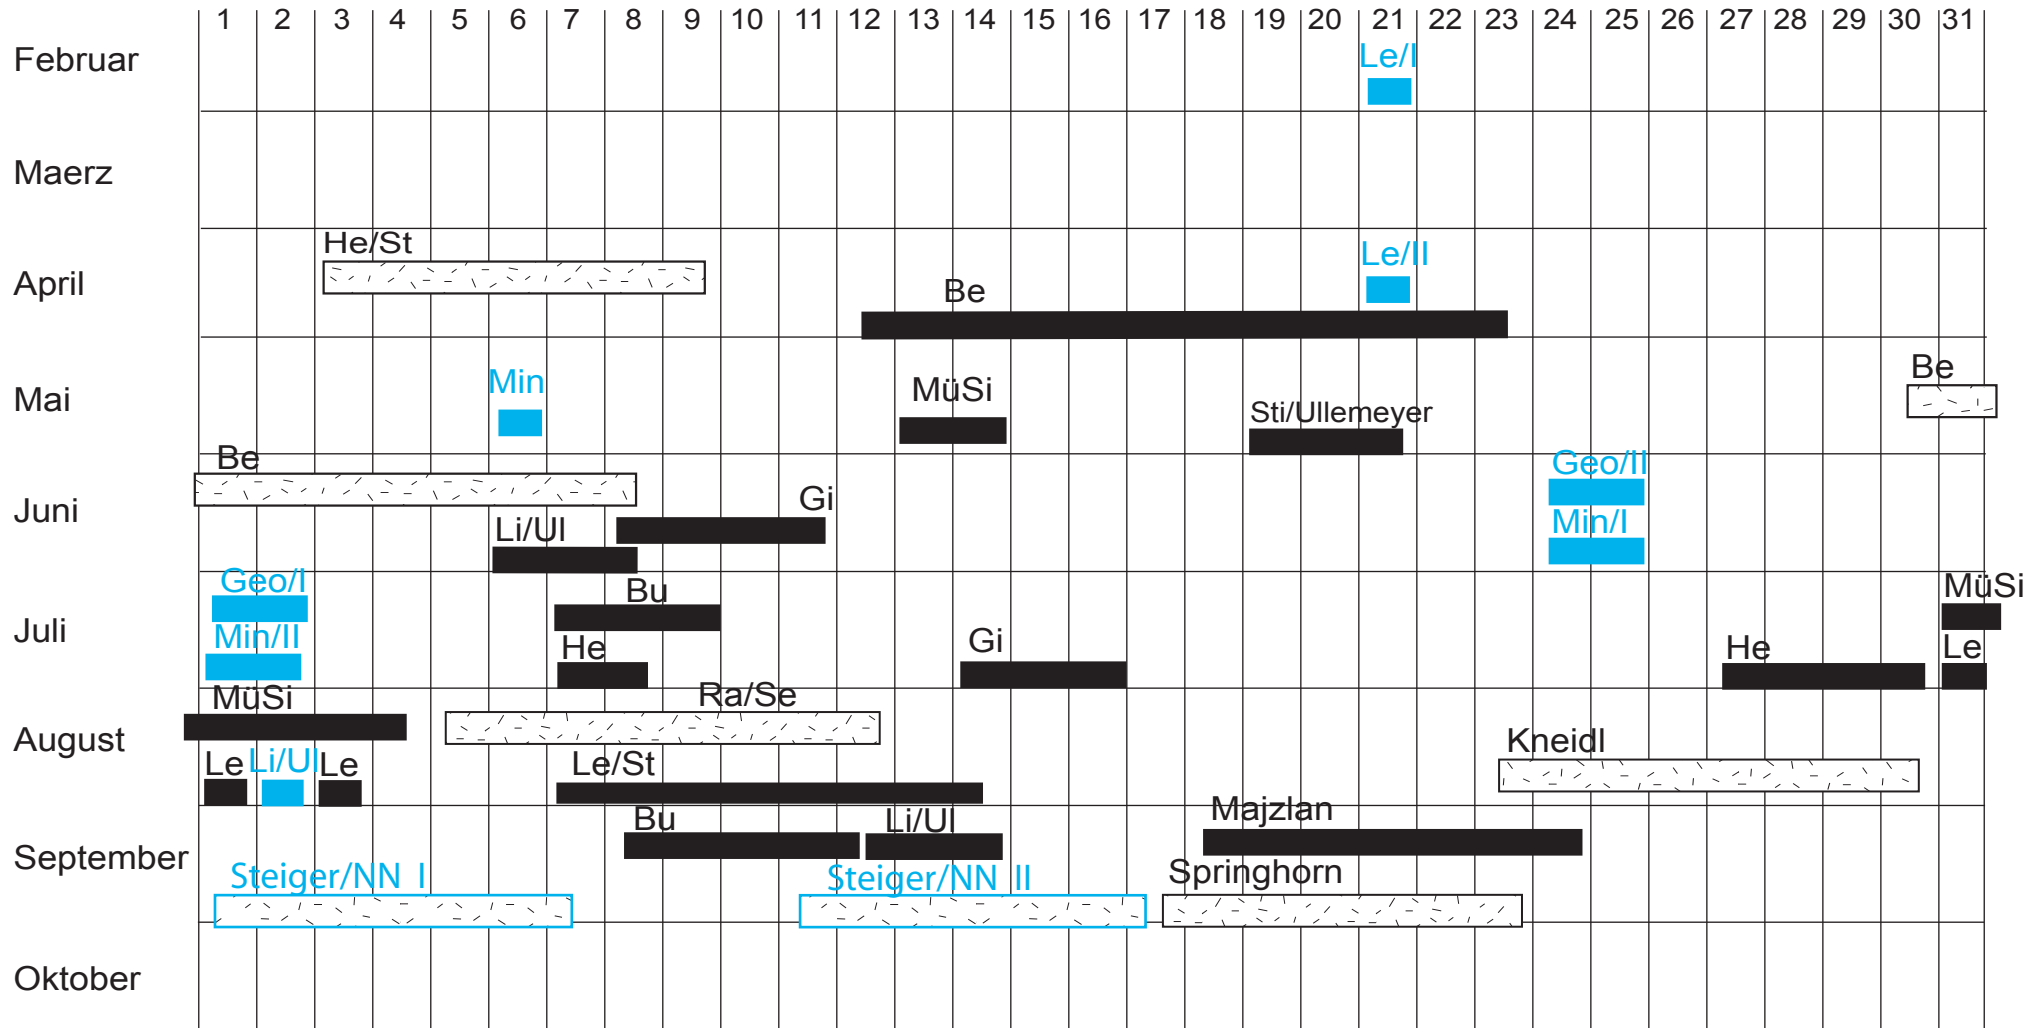 1 2 3 4 5 6 7 8 9 10 11 12 13 14 15 16 17 18 19 20 21 22 23 24 25 26 27 28 29 30 31
Februar
Le/I
Maerz
April
He/St
Le/II
Be
Mai
Min
MüSi
Sti/Ullemeyer
Be
Juni
Be
Geo/II
Gi
Li/Ul
Min/I
Juli
Geo/I
Bu
MüSi
Min/II
He
Gi
He
Le
August
MüSi
Ra/Se
Kneidl
Le Li/Ul Le
Le/St
September
Bu
Li/Ul
Majzlan
Steiger/NN I
Steiger/NN II
Springhorn
Oktober